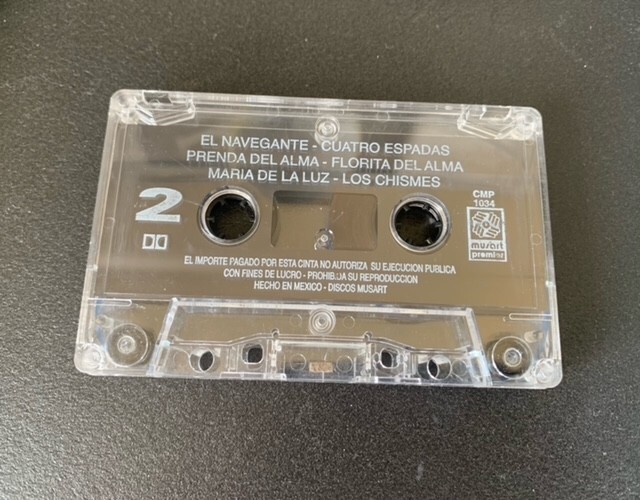 EL NAVEGANTE - CUATRO ESPADAS
PRENDA DEL ALMA - FLORITA DEL ALMA
MARIA DE LA LUZ - LOS CHISMES
2
CMP
1034
musart
premier
EL IMPORTE PAGADO POR ESTA CINTA NO AUTORIZA SU EJECUCION PUBLICA
CON FINES DE LUCRO - PROHIBIDA SU REPRODUCCION
HECHO EN MEXICO - DISCOS MUSART